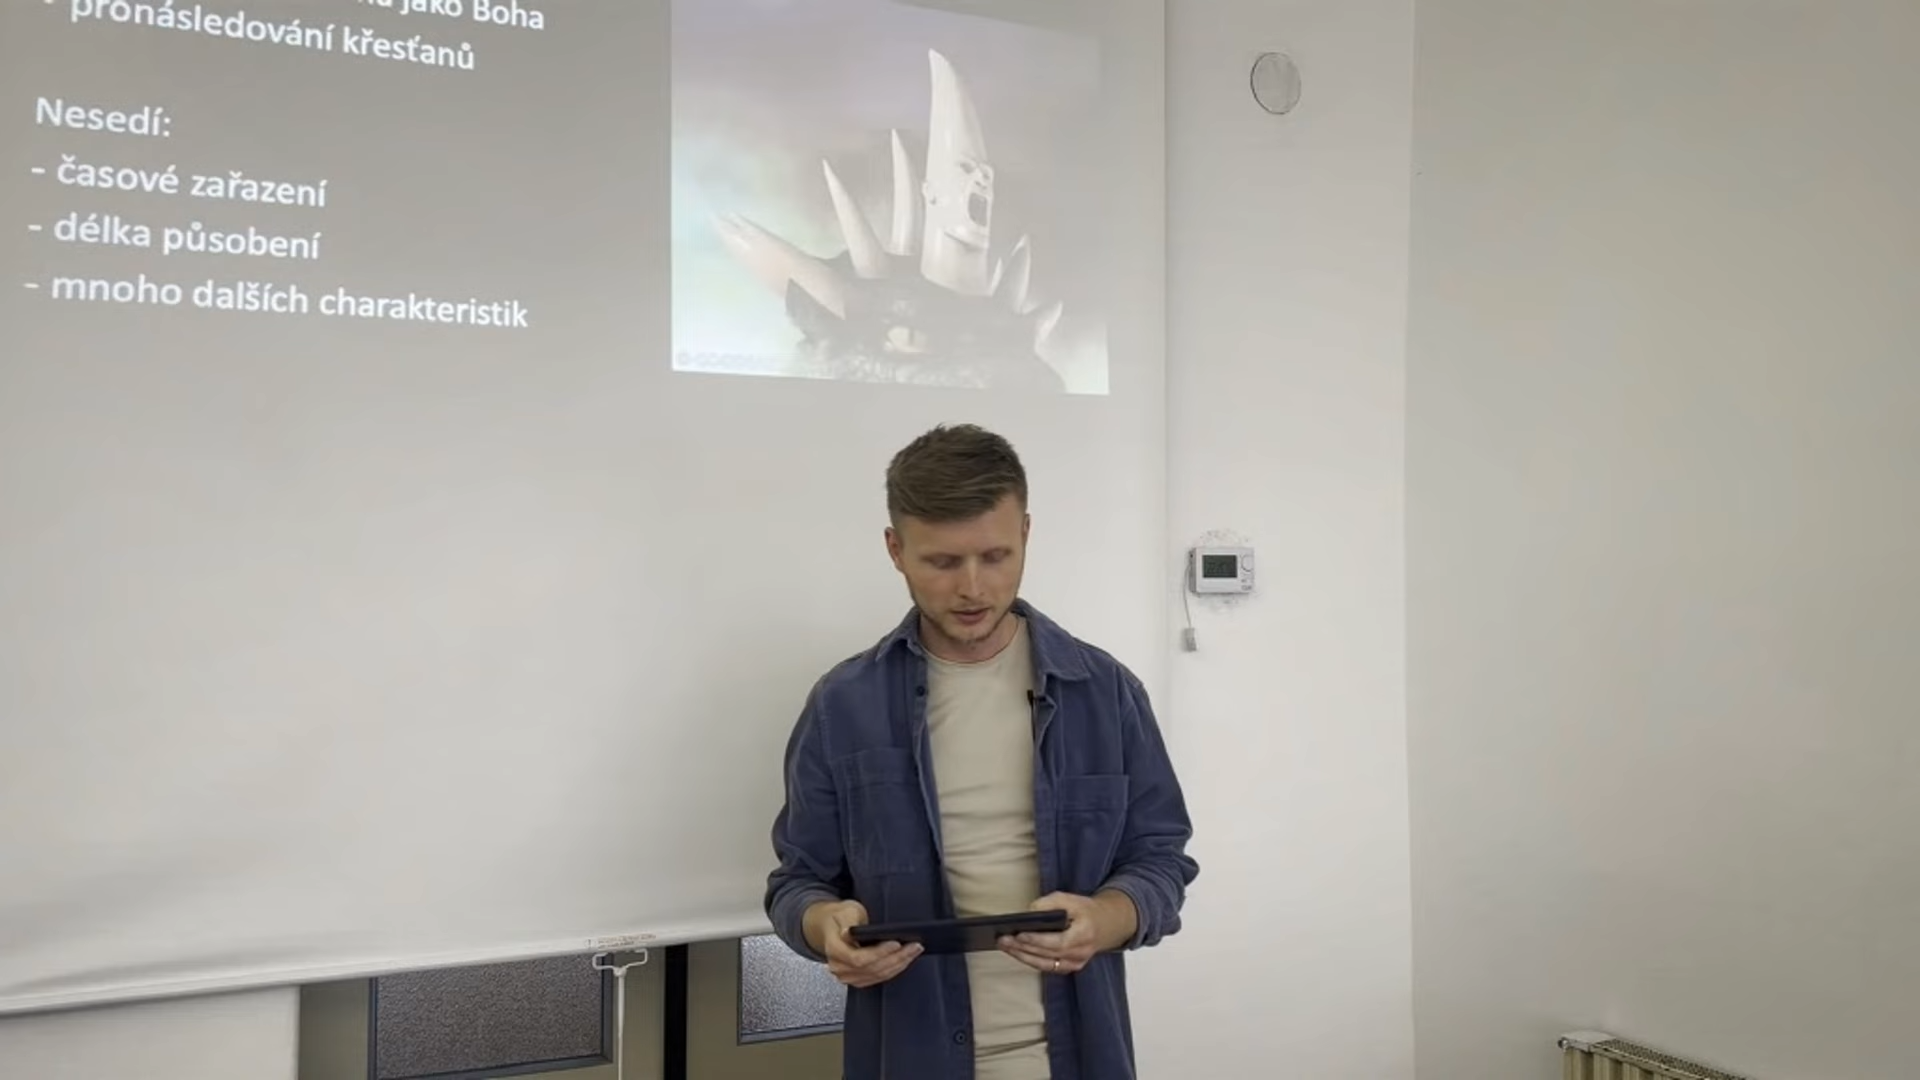 jako Boha
pronásledování křesťanů
Nesedí:
- časové zařazení
- délka působení
- mnoho dalších charakteristik